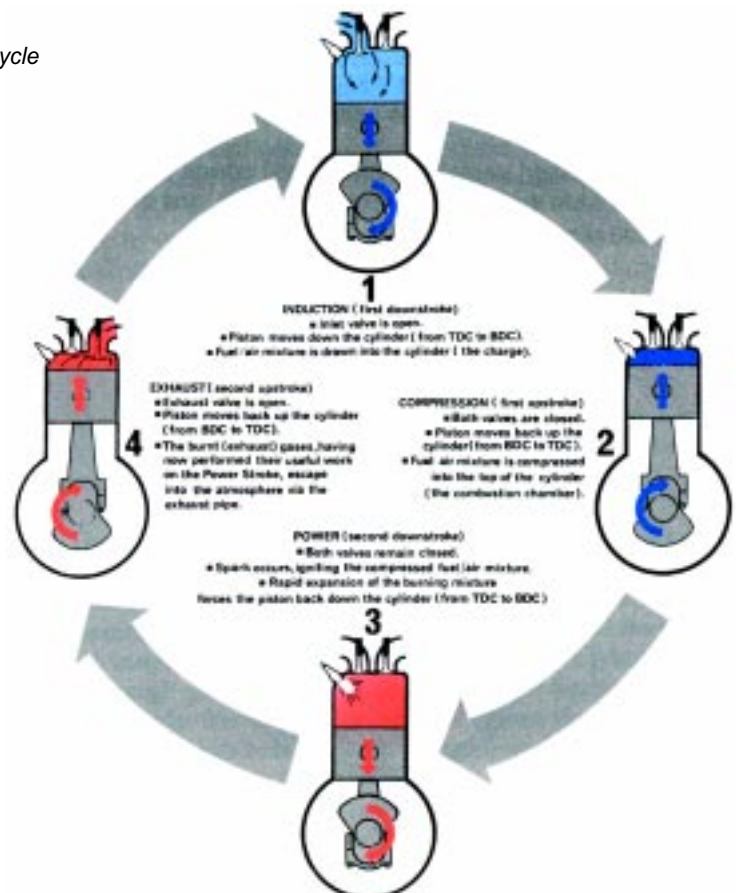 ycle
1
INDUCTION ( first downstroke)
• Inlet valve is open.
• Piston moves down the cylinder ( from TDC to BDC).
• Fuel/air mixture is drawn into the cylinder ( the charge).
EXHAUST ( second upstroke)
• Exhaust valve is open.
• Piston moves back up the cylinder
(from BDC to TDC).
4
• The burnt (exhaust) gases, having
now performed their useful work
on the Power Stroke, escape
into the atmosphere via the
exhaust pipe.
COMPRESSION ( first upstroke)
• Both valves are closed.
• Piston moves back up the
cylinder (from BDC to TDC).
2
• Fuel air mixture is compressed
into the top of the cylinder
(the combustion chamber).
POWER (second downstroke)
• Both valves remain closed.
• Spark occurs, igniting the compressed fuel/air mixture.
• Rapid expansion of the burning mixture
forces the piston back down the cylinder (from TDC to BDC)
3